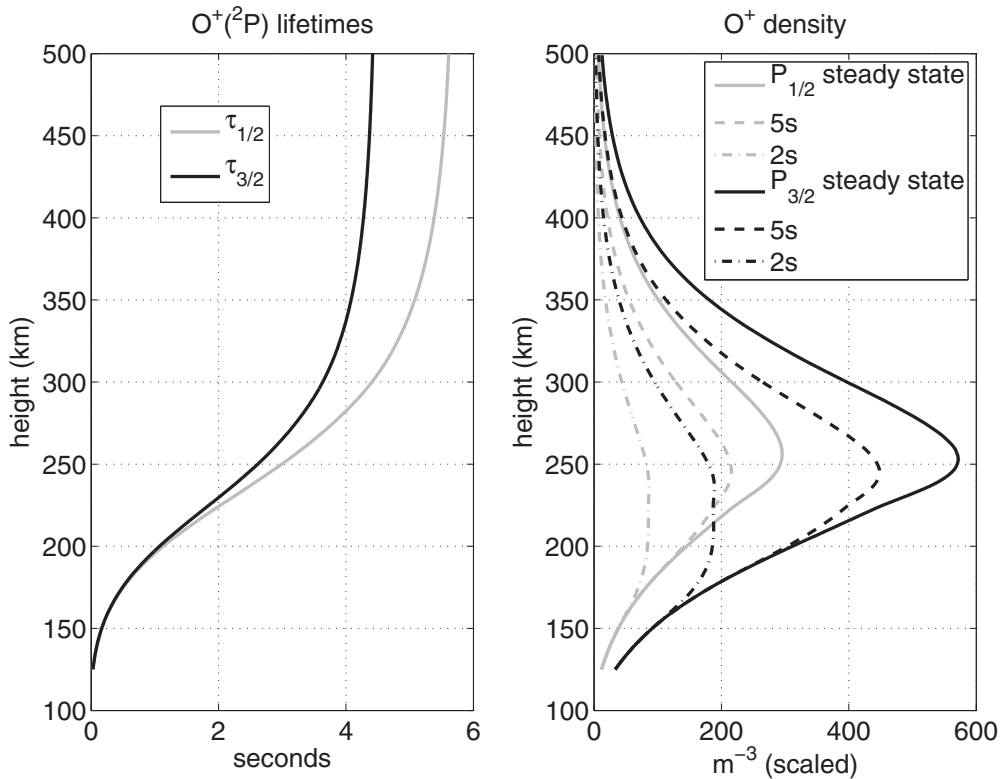 O⁺(²P) lifetimes
500
450
400
350
300
250
200
150
100
height (km)
0
2
4
6
seconds
τ₁/₂
τ₃/₂
O⁺ density
500
450
400
350
300
250
200
150
100
height (km)
0
200
400
600
m⁻³ (scaled)
P₁/₂ steady state
5s
2s
P₃/₂ steady state
5s
2s